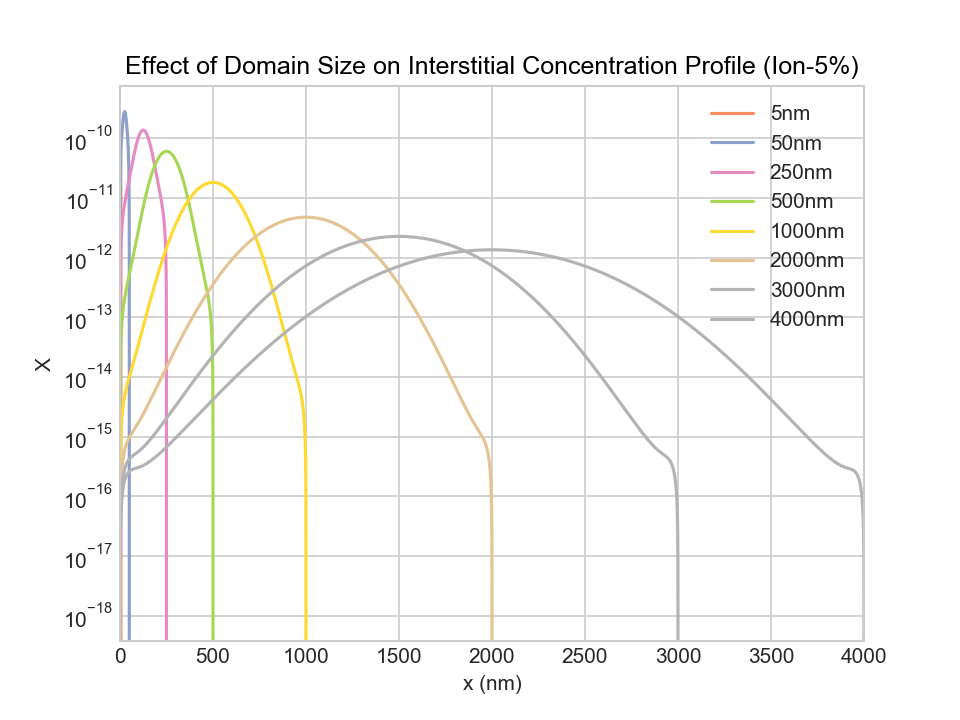 Effect of Domain Size on Interstitial Concentration Profile (Ion-5%)
5nm
50nm
250nm
500nm
1000nm
2000nm
3000nm
4000nm
10⁻¹⁰
10⁻¹¹
10⁻¹²
10⁻¹³
10⁻¹⁴
10⁻¹⁵
10⁻¹⁶
10⁻¹⁷
10⁻¹⁸
X
0 500 1000 1500 2000 2500 3000 3500 4000
x (nm)